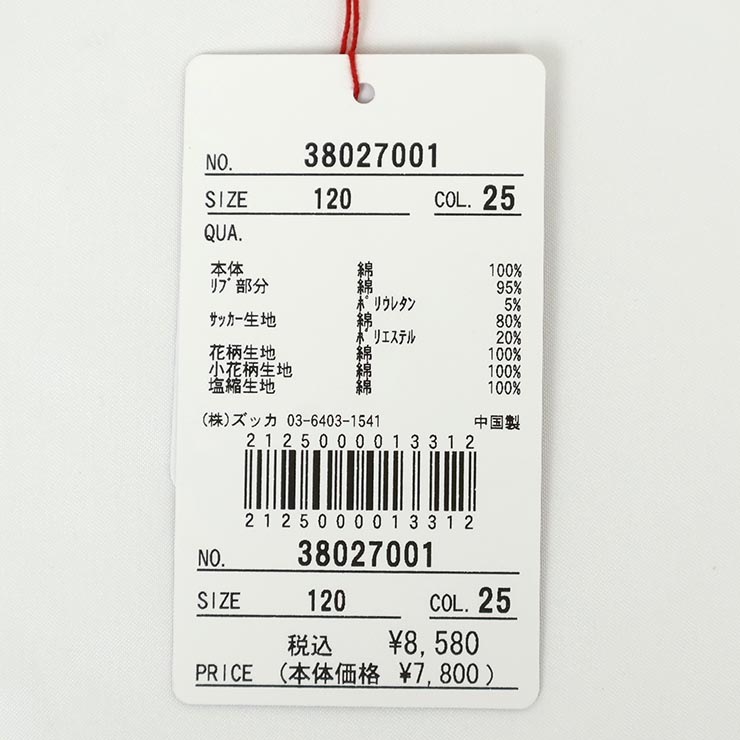 NO. 38027001
SIZE 120 COL. 25
QUA.
本体 綿 100%
ﾘﾌﾞ部分 綿 95%
ﾎﾟﾘｳﾚﾀﾝ 5%
ｻｯｶｰ生地 綿 80%
ﾎﾟﾘｴｽﾃﾙ 20%
花柄生地 綿 100%
小花柄生地 綿 100%
塩縮生地 綿 100%
(株)ズッカ 03-6403-1541 中国製
2125000013312
2125000013312
NO. 38027001
SIZE 120 COL. 25
税込 ¥8,580
PRICE (本体価格 ¥7,800)